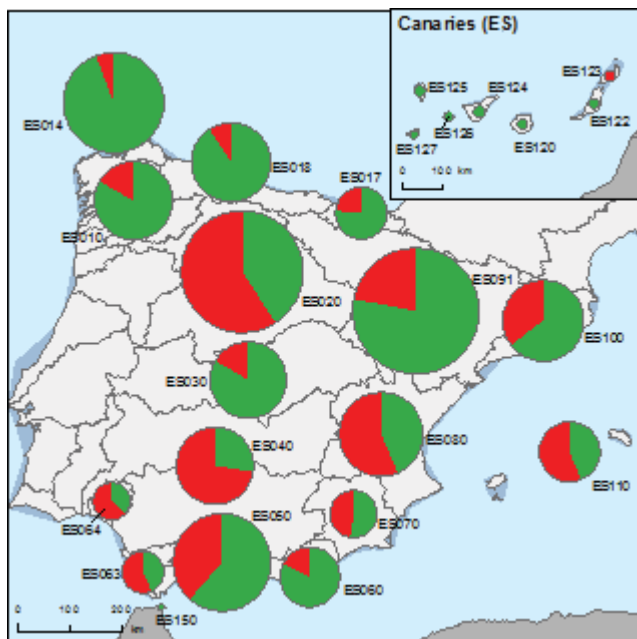 Canaries (ES)
ES123
ES125
ES124
ES122
ES126
ES120
ES127
0 100 km
ES014
ES018
ES017
ES010
ES091
ES020
ES100
ES030
ES040
ES080
ES110
ES050
ES070
ES064
ES063
ES060
ES150
0 100 200
km